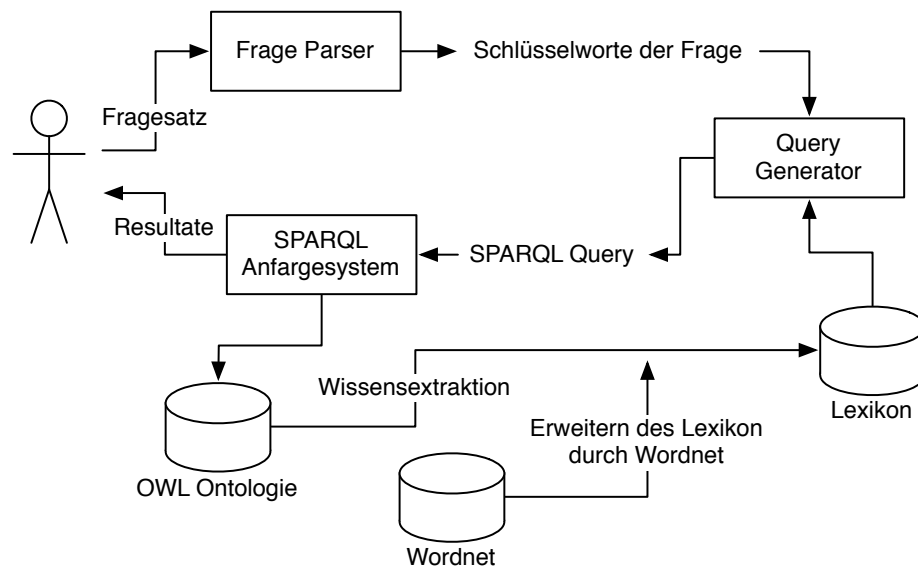 Frage Parser
Schlüsselworte der Frage
Fragesatz
Query
Generator
Resultate
SPARQL
Anfargesystem
SPARQL Query
Wissensextraktion
Lexikon
Erweitern des Lexikon
durch Wordnet
OWL Ontologie
Wordnet